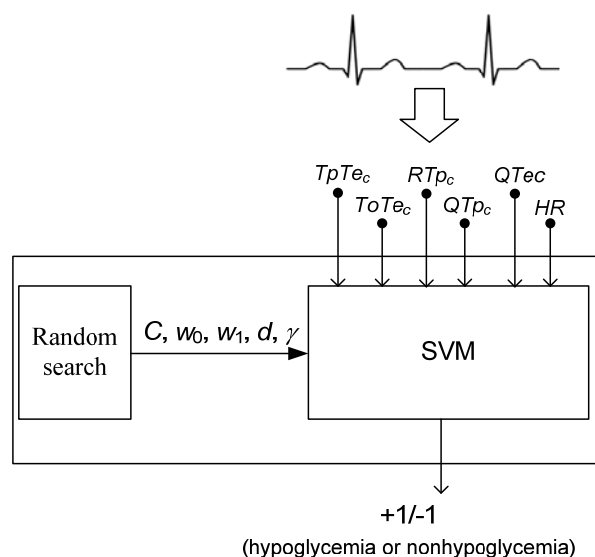 TpTec
RTpc
QTec
ToTec
QTpc
HR
Random
search
C, w0, w1, d, γ
SVM
+1/-1
(hypoglycemia or nonhypoglycemia)